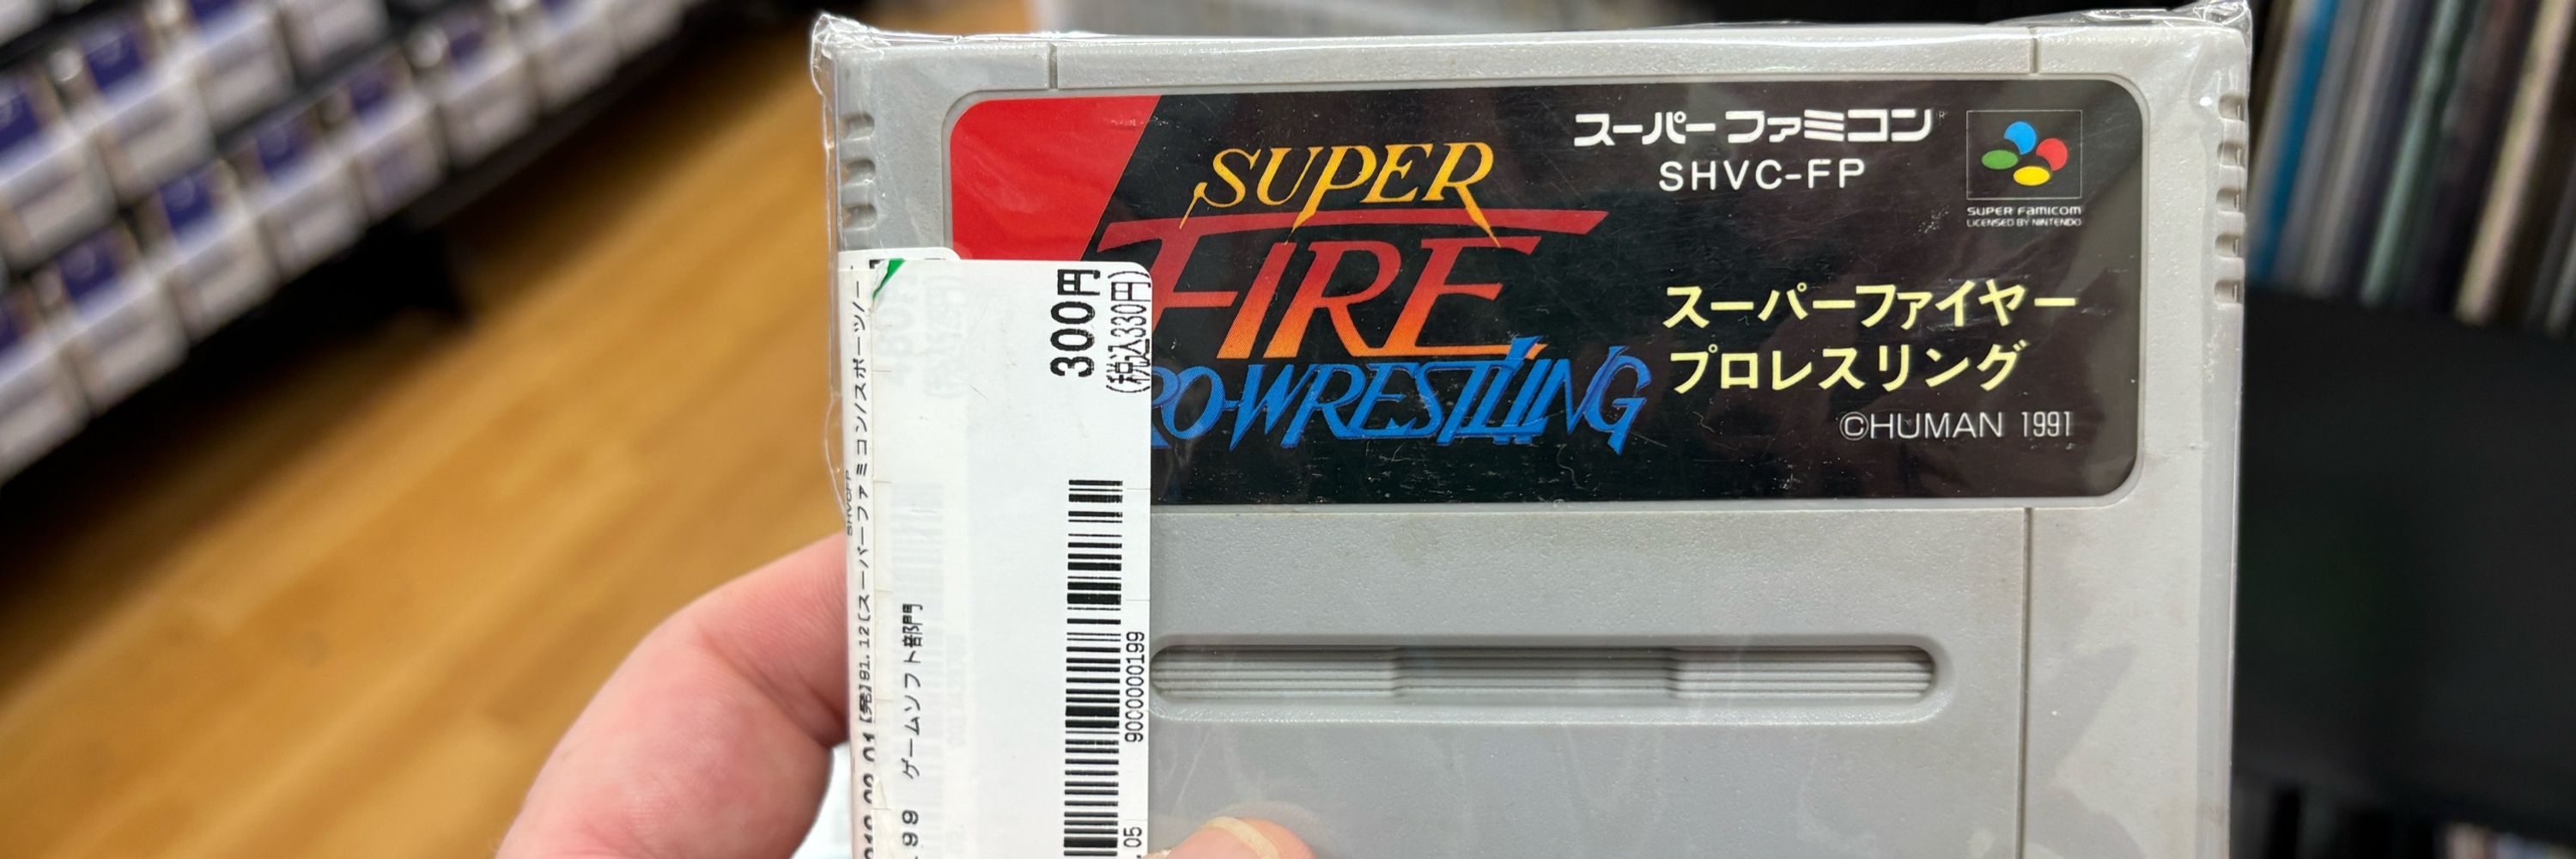 スーパーファミコン
SHVC-FP
SUPER
FIRE
RO-WRESTLING
スーパーファイヤー
プロレスリング
©HUMAN 1991
SUPER FAMICOM
LICENSED BY NINTENDO
300円
(税込330円)
9000000199
ゲームソフト部門
[発]91.12[スーパーファミコン/スポーツ/
SHVCFP